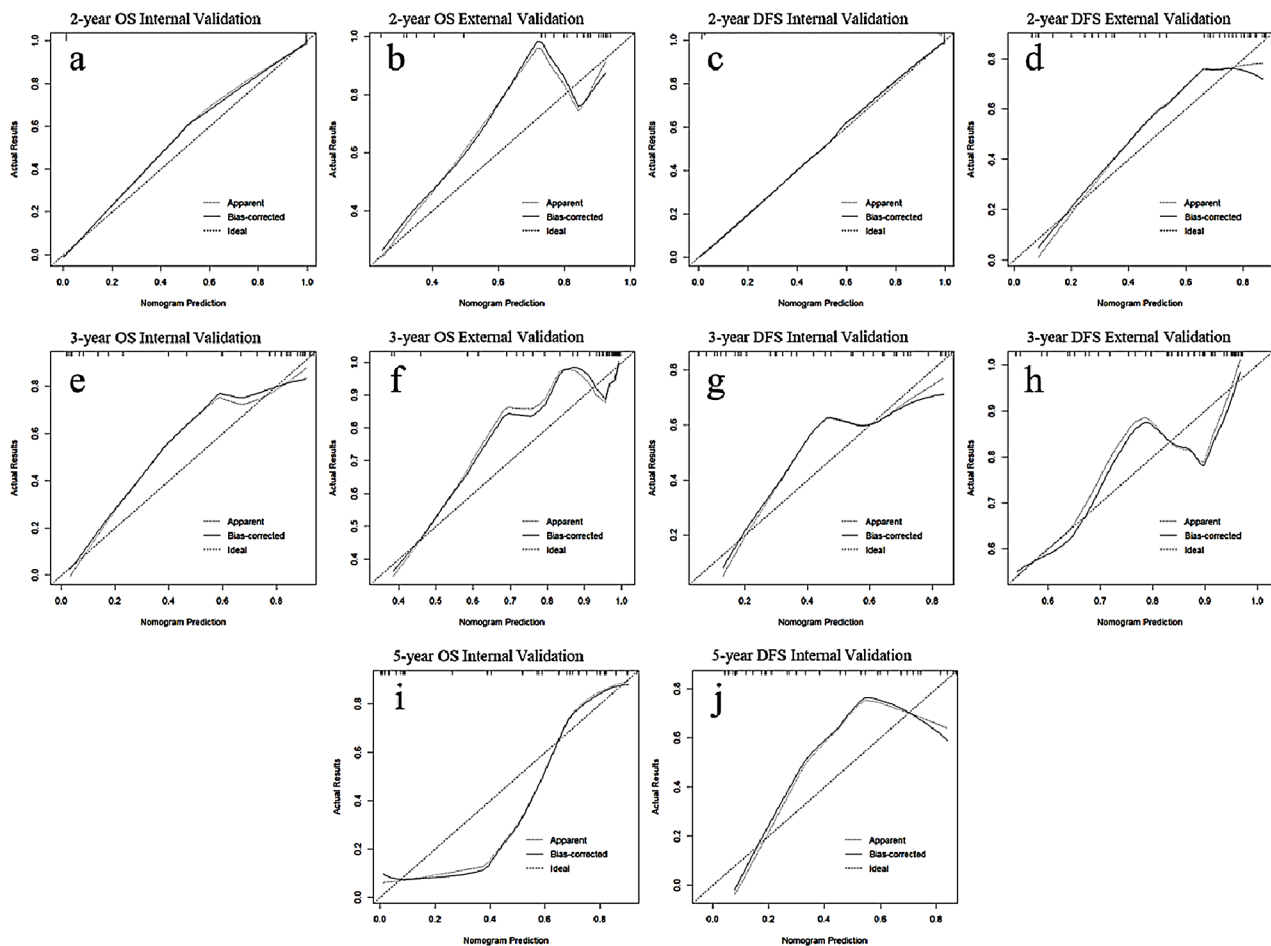 2-year OS Internal Validation
a
Actual Results
0.0 0.2 0.4 0.6 0.8 1.0
Apparent
Bias-corrected
Ideal
0.0 0.2 0.4 0.6 0.8 1.0
Nomogram Prediction
2-year OS External Validation
b
Actual Results
0.4 0.6 0.8 1.0
Apparent
Bias-corrected
Ideal
0.4 0.6 0.8 1.0
Nomogram Prediction
2-year DFS Internal Validation
c
Actual Results
0.0 0.2 0.4 0.6 0.8 1.0
Apparent
Bias-corrected
Ideal
0.0 0.2 0.4 0.6 0.8 1.0
Nomogram Prediction
2-year DFS External Validation
d
Actual Results
0.0 0.2 0.4 0.6 0.8
Apparent
Bias-corrected
Ideal
0.0 0.2 0.4 0.6 0.8
Nomogram Prediction
3-year OS Internal Validation
e
Actual Results
0.0 0.2 0.4 0.6 0.8
Apparent
Bias-corrected
Ideal
0.0 0.2 0.4 0.6 0.8
Nomogram Prediction
3-year OS External Validation
f
Actual Results
0.4 0.5 0.6 0.7 0.8 0.9 1.0
Apparent
Bias-corrected
Ideal
0.4 0.5 0.6 0.7 0.8 0.9 1.0
Nomogram Prediction
3-year DFS Internal Validation
g
Actual Results
0.2 0.4 0.6 0.8
Apparent
Bias-corrected
Ideal
0.2 0.4 0.6 0.8
Nomogram Prediction
3-year DFS External Validation
h
Actual Results
0.6 0.7 0.8 0.9 1.0
Apparent
Bias-corrected
Ideal
0.6 0.7 0.8 0.9 1.0
Nomogram Prediction
5-year OS Internal Validation
i
Actual Results
0.0 0.2 0.4 0.6 0.8
Apparent
Bias-corrected
Ideal
0.0 0.2 0.4 0.6 0.8
Nomogram Prediction
5-year DFS Internal Validation
j
Actual Results
0.0 0.2 0.4 0.6 0.8
Apparent
Bias-corrected
Ideal
0.0 0.2 0.4 0.6 0.8
Nomogram Prediction